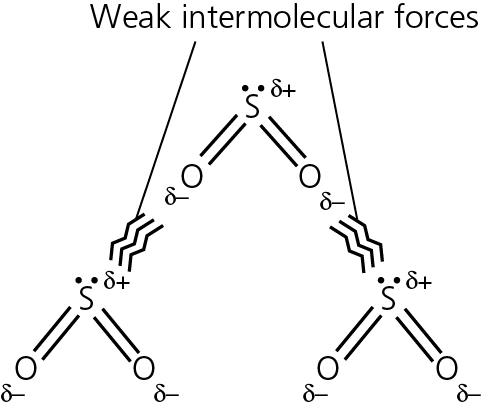 Weak intermolecular forces
S δ+
O O
δ– δ–
δ+ S δ+
S
O O O O
δ– δ– δ– δ–